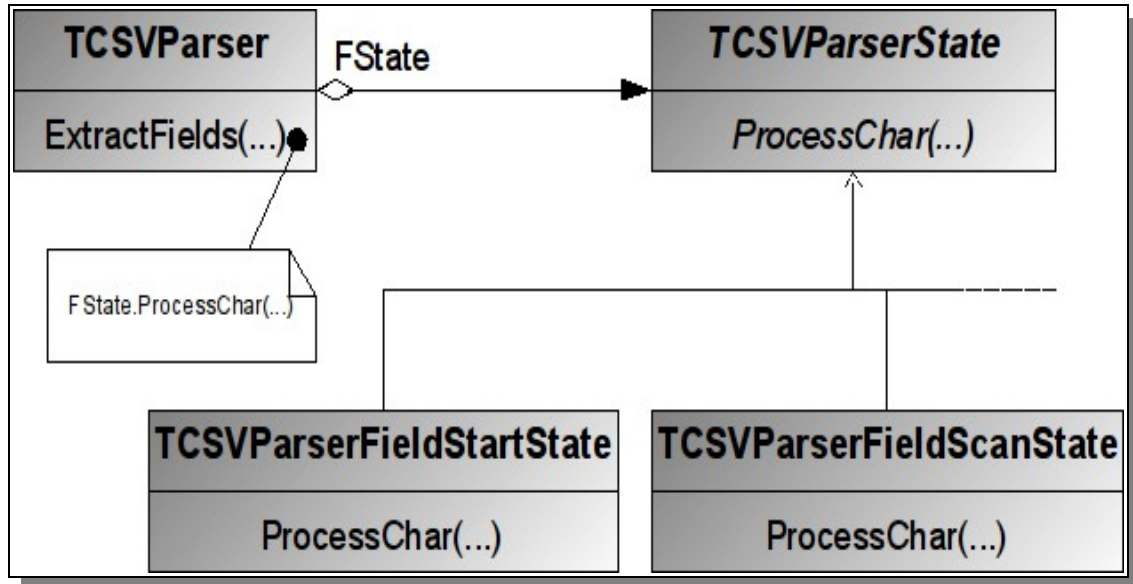 TCSVParser
FState
TCSVParserState
ExtractFields(...)
ProcessChar(...)
FState.ProcessChar(...)
TCSVParserFieldStartState
TCSVParserFieldScanState
ProcessChar(...)
ProcessChar(...)